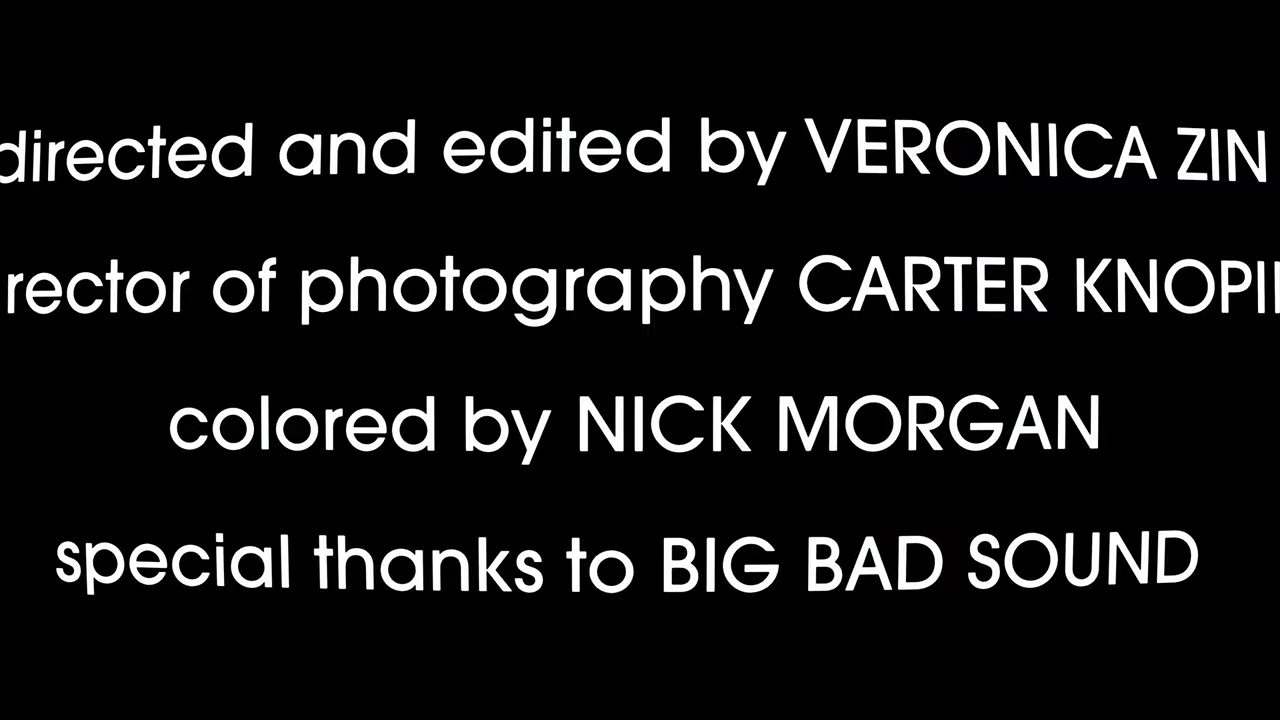 directed and edited by VERONICA ZIN
of photography CARTER
colored by NICK MORGAN
special thanks to BIG BAD SOUND